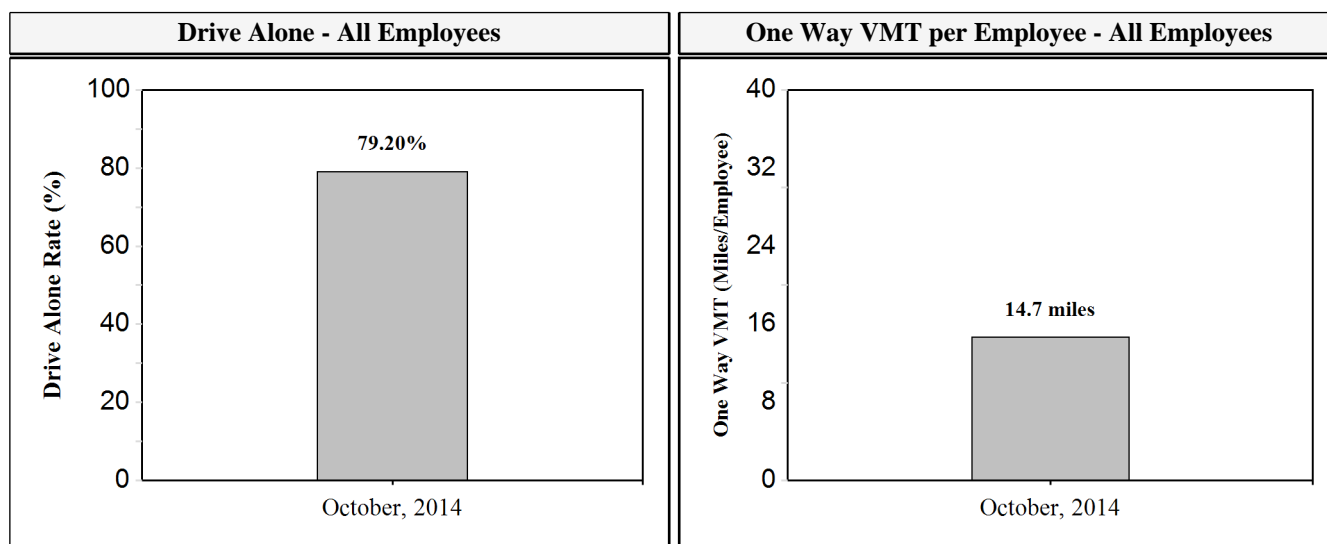 Drive Alone - All Employees
100
80
60
40
20
0
Drive Alone Rate (%)
79.20%
October, 2014
One Way VMT per Employee - All Employees
40
32
24
16
8
0
One Way VMT (Miles/Employee)
14.7 miles
October, 2014